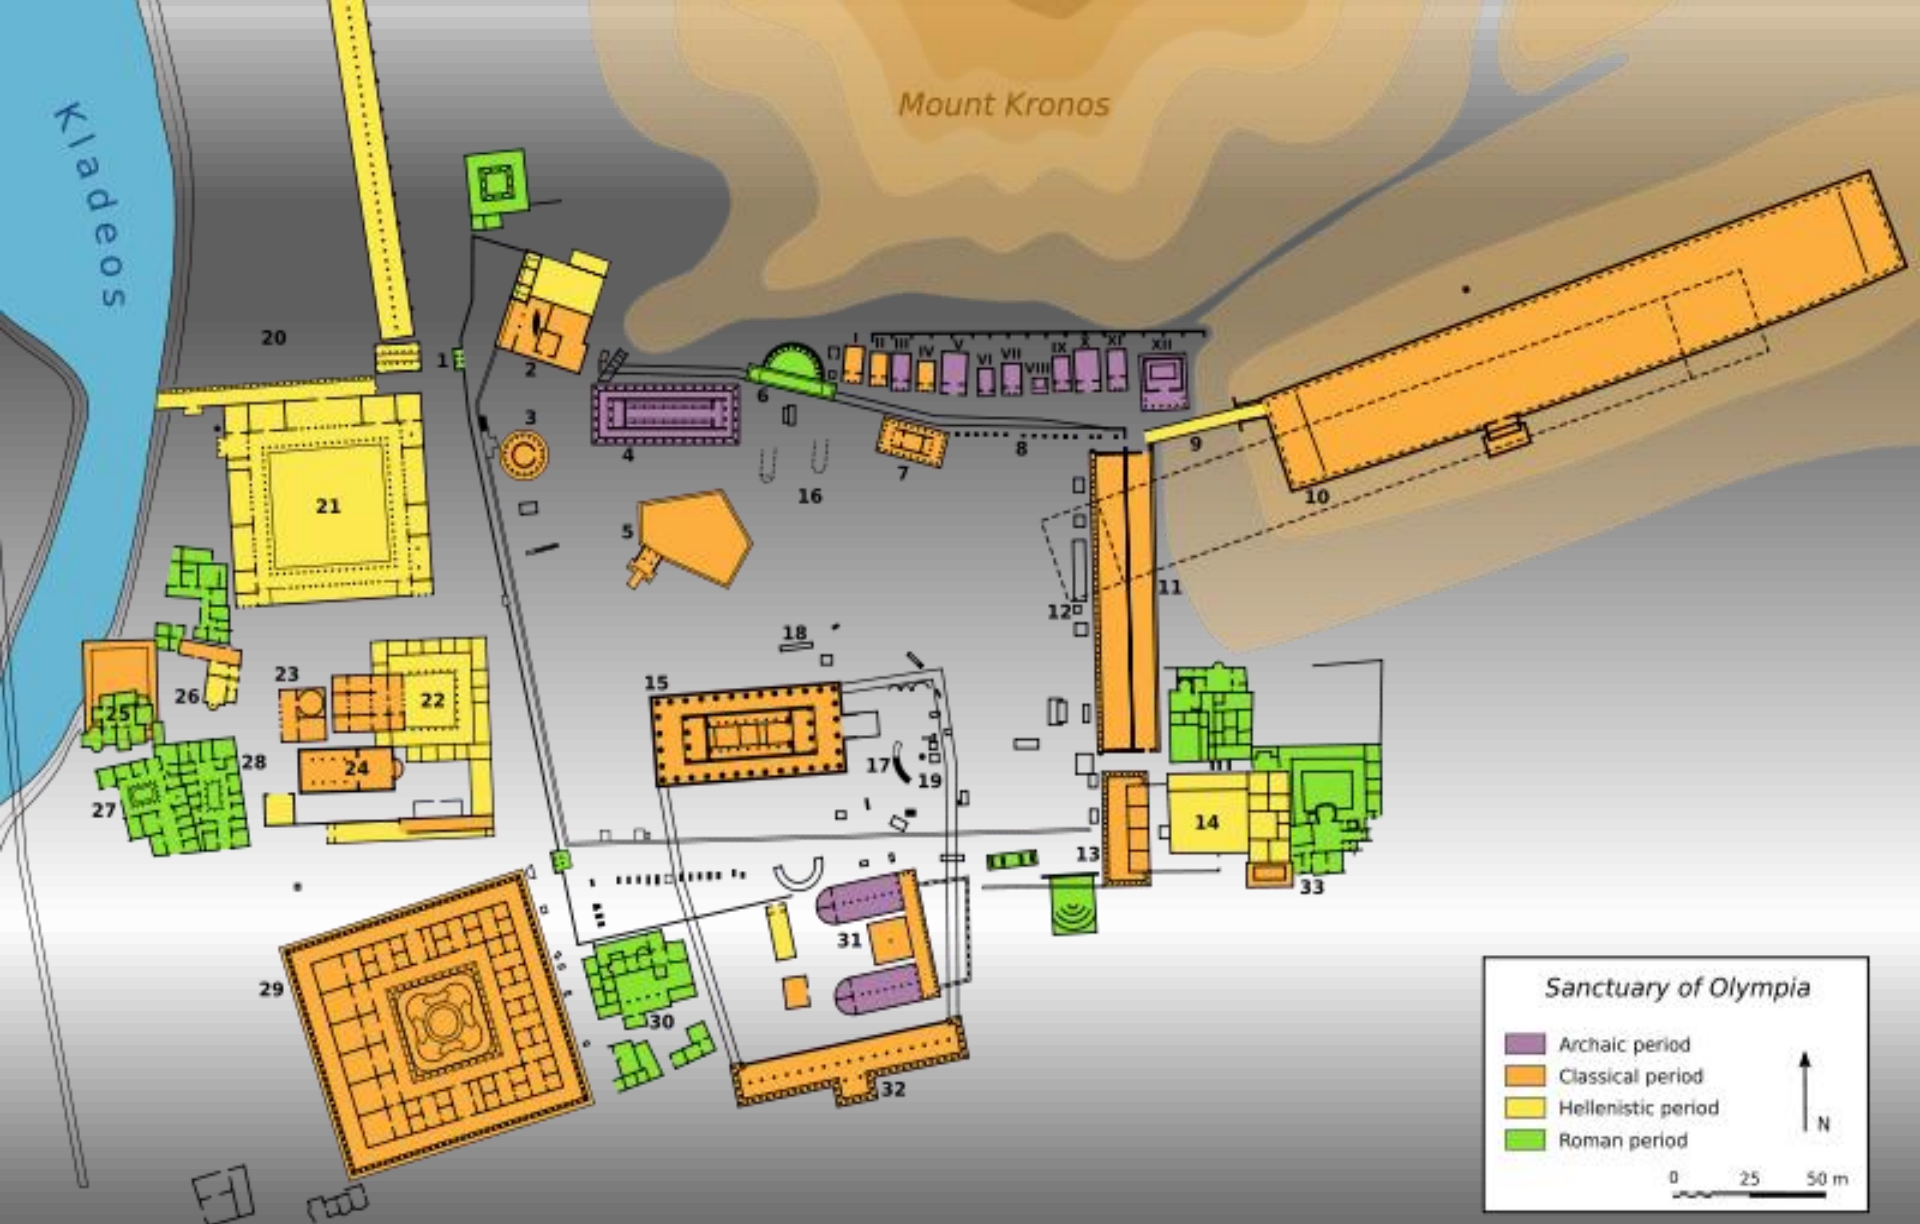 Mount Kronos
Kladeos
20
1
2
I
II
III
IV
V
VI
VII
VIII
IX
X
XI
XII
6
3
4
7
8
9
10
21
16
5
11
12
18
26
23
22
15
25
24
28
27
17
19
14
13
33
29
31
30
32
Sanctuary of Olympia
Archaic period
Classical period
Hellenistic period
Roman period
N
0 25 50 m